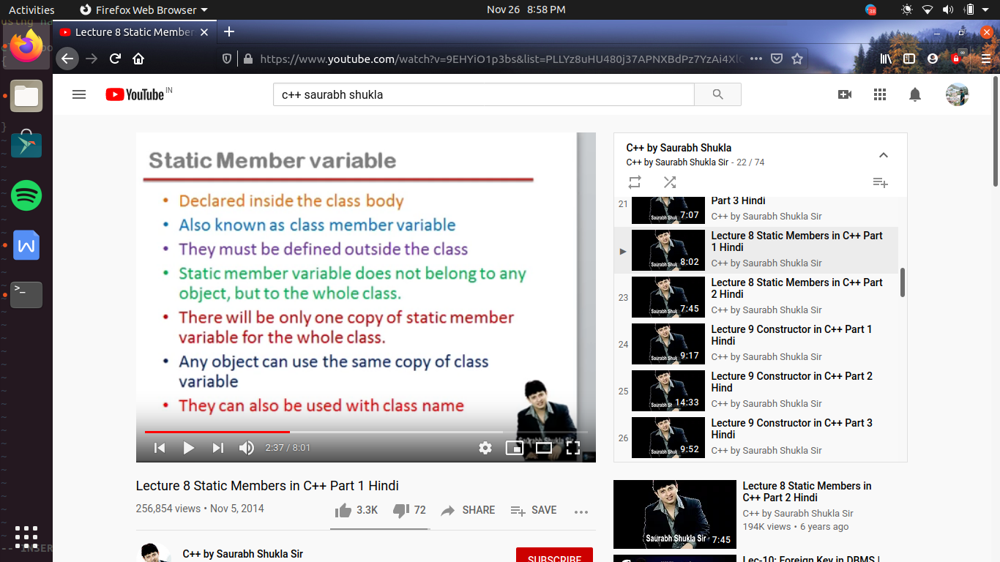 Activities
Firefox Web Browser
Nov 26 8:58 PM
38
Lecture 8 Static Member
https://www.youtube.com/watch?v=9EHYiO1p3bs&list=PLLYz8uHU480j37APNXBdPz7YzAi4XlC
YouTube IN
c++ saurabh shukla
Static Member variable
• Declared inside the class body
• Also known as class member variable
• They must be defined outside the class
• Static member variable does not belong to any
object, but to the whole class.
• There will be only one copy of static member
variable for the whole class.
• Any object can use the same copy of class
variable
• They can also be used with class name
Saurabh Shukla Sir
2:37 / 8:01
Lecture 8 Static Members in C++ Part 1 Hindi
256,854 views • Nov 5, 2014
3.3K
72
SHARE
SAVE
C++ by Saurabh Shukla Sir
SUBSCRIBE
C++ by Saurabh Shukla
C++ by Saurabh Shukla Sir - 22 / 74
21
7:07
Part 3 Hindi
C++ by Saurabh Shukla Sir
8:02
Lecture 8 Static Members in C++ Part
1 Hindi
C++ by Saurabh Shukla Sir
23
7:45
Lecture 8 Static Members in C++ Part
2 Hindi
C++ by Saurabh Shukla Sir
24
9:17
Lecture 9 Constructor in C++ Part 1
Hindi
C++ by Saurabh Shukla Sir
25
14:33
Lecture 9 Constructor in C++ Part 2
Hind
C++ by Saurabh Shukla Sir
26
9:52
Lecture 9 Constructor in C++ Part 3
Hindi
C++ by Saurabh Shukla Sir
Saurabh Shukla Sir
7:45
Lecture 8 Static Members in
C++ Part 2 Hindi
C++ by Saurabh Shukla Sir
194K views • 6 years ago
Lec-10: Foreign Key in DBMS |
-- INSER